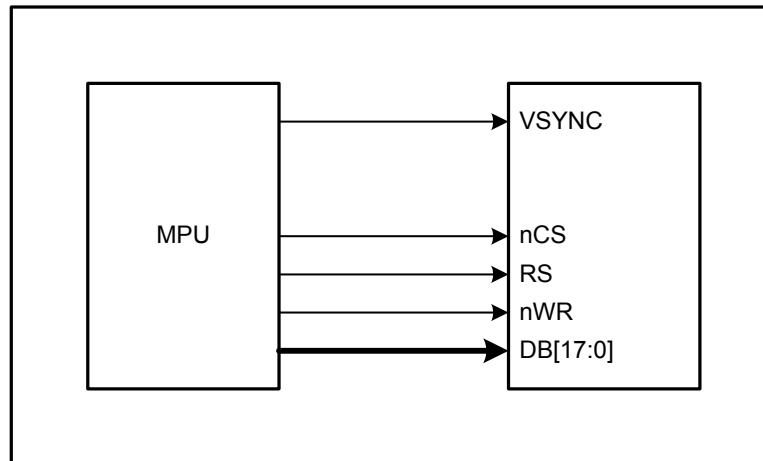 VSYNC
MPU
nCS
RS
nWR
DB[17:0]